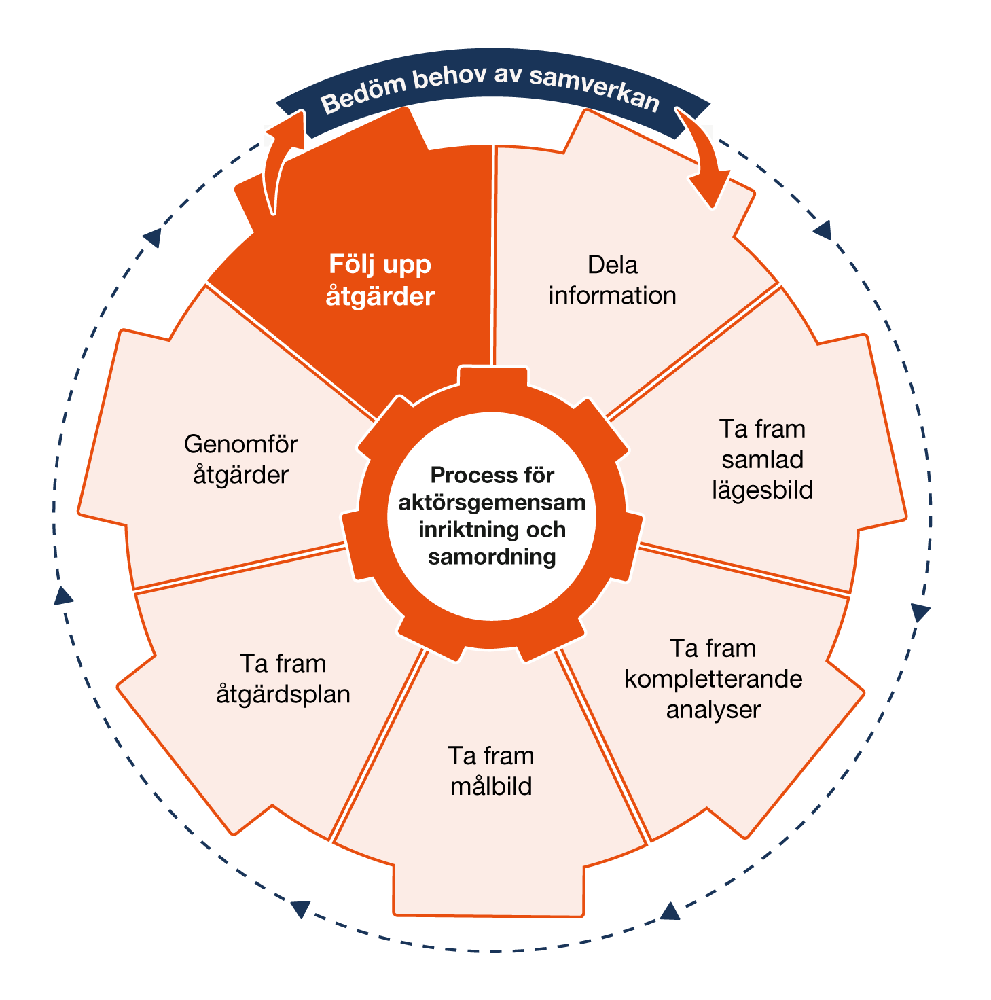 Bedöm behov av samverkan
Följ upp
åtgärder
Dela
information
Ta fram
samlad
lägesbild
Ta fram
kompletterande
analyser
Ta fram
målbild
Ta fram
åtgärdsplan
Genomför
åtgärder
Process för
aktörsgemensam
inriktning och
samordning